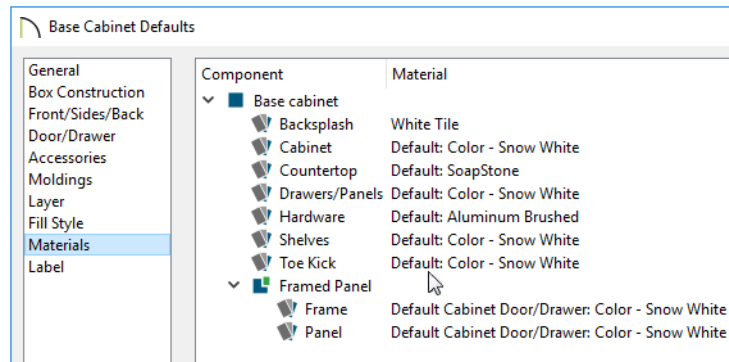 Base Cabinet Defaults
General
Box Construction
Front/Sides/Back
Door/Drawer
Accessories
Moldings
Layer
Fill Style
Materials
Label
Component Material
Base cabinet
Backsplash White Tile
Cabinet Default: Color - Snow White
Countertop Default: SoapStone
Drawers/Panels Default: Color - Snow White
Hardware Default: Aluminum Brushed
Shelves Default: Color - Snow White
Toe Kick Default: Color - Snow White
Framed Panel
Frame Default Cabinet Door/Drawer: Color - Snow White
Panel Default Cabinet Door/Drawer: Color - Snow White